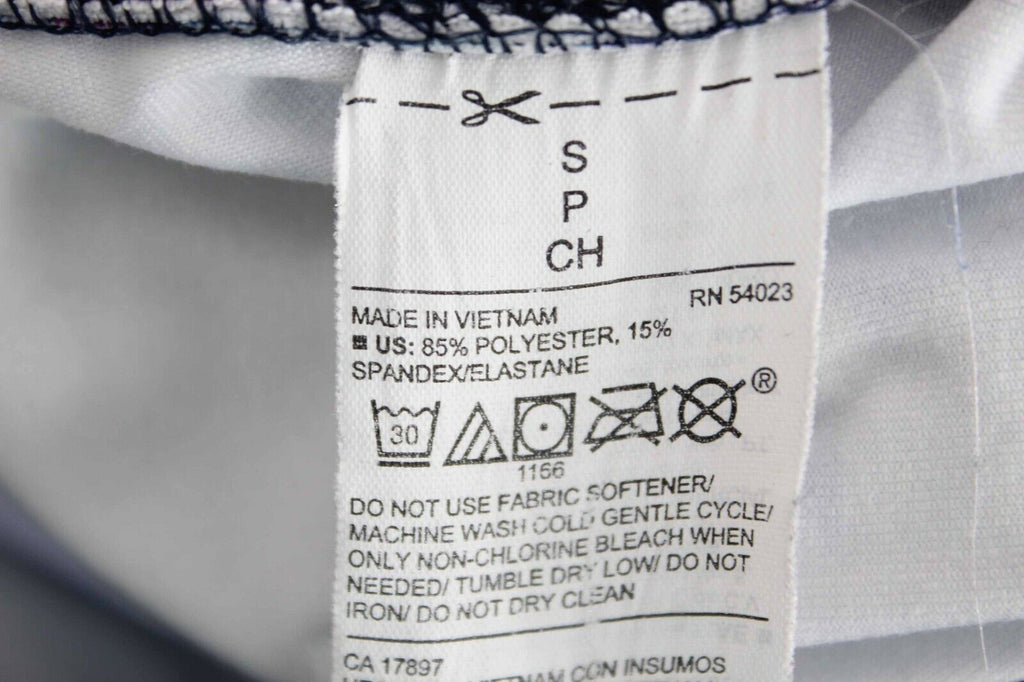 S
P
CH
RN 54023
MADE IN VIETNAM
US: 85% POLYESTER, 15%
SPANDEX/ELASTANE
30
®
1166
DO NOT USE FABRIC SOFTENER/
MACHINE WASH COLD GENTLE CYCLE/
ONLY NON-CHLORINE BLEACH WHEN
NEEDED/ TUMBLE DRY LOW/ DO NOT
IRON/ DO NOT DRY CLEAN
CA 17897
CON INSUMOS